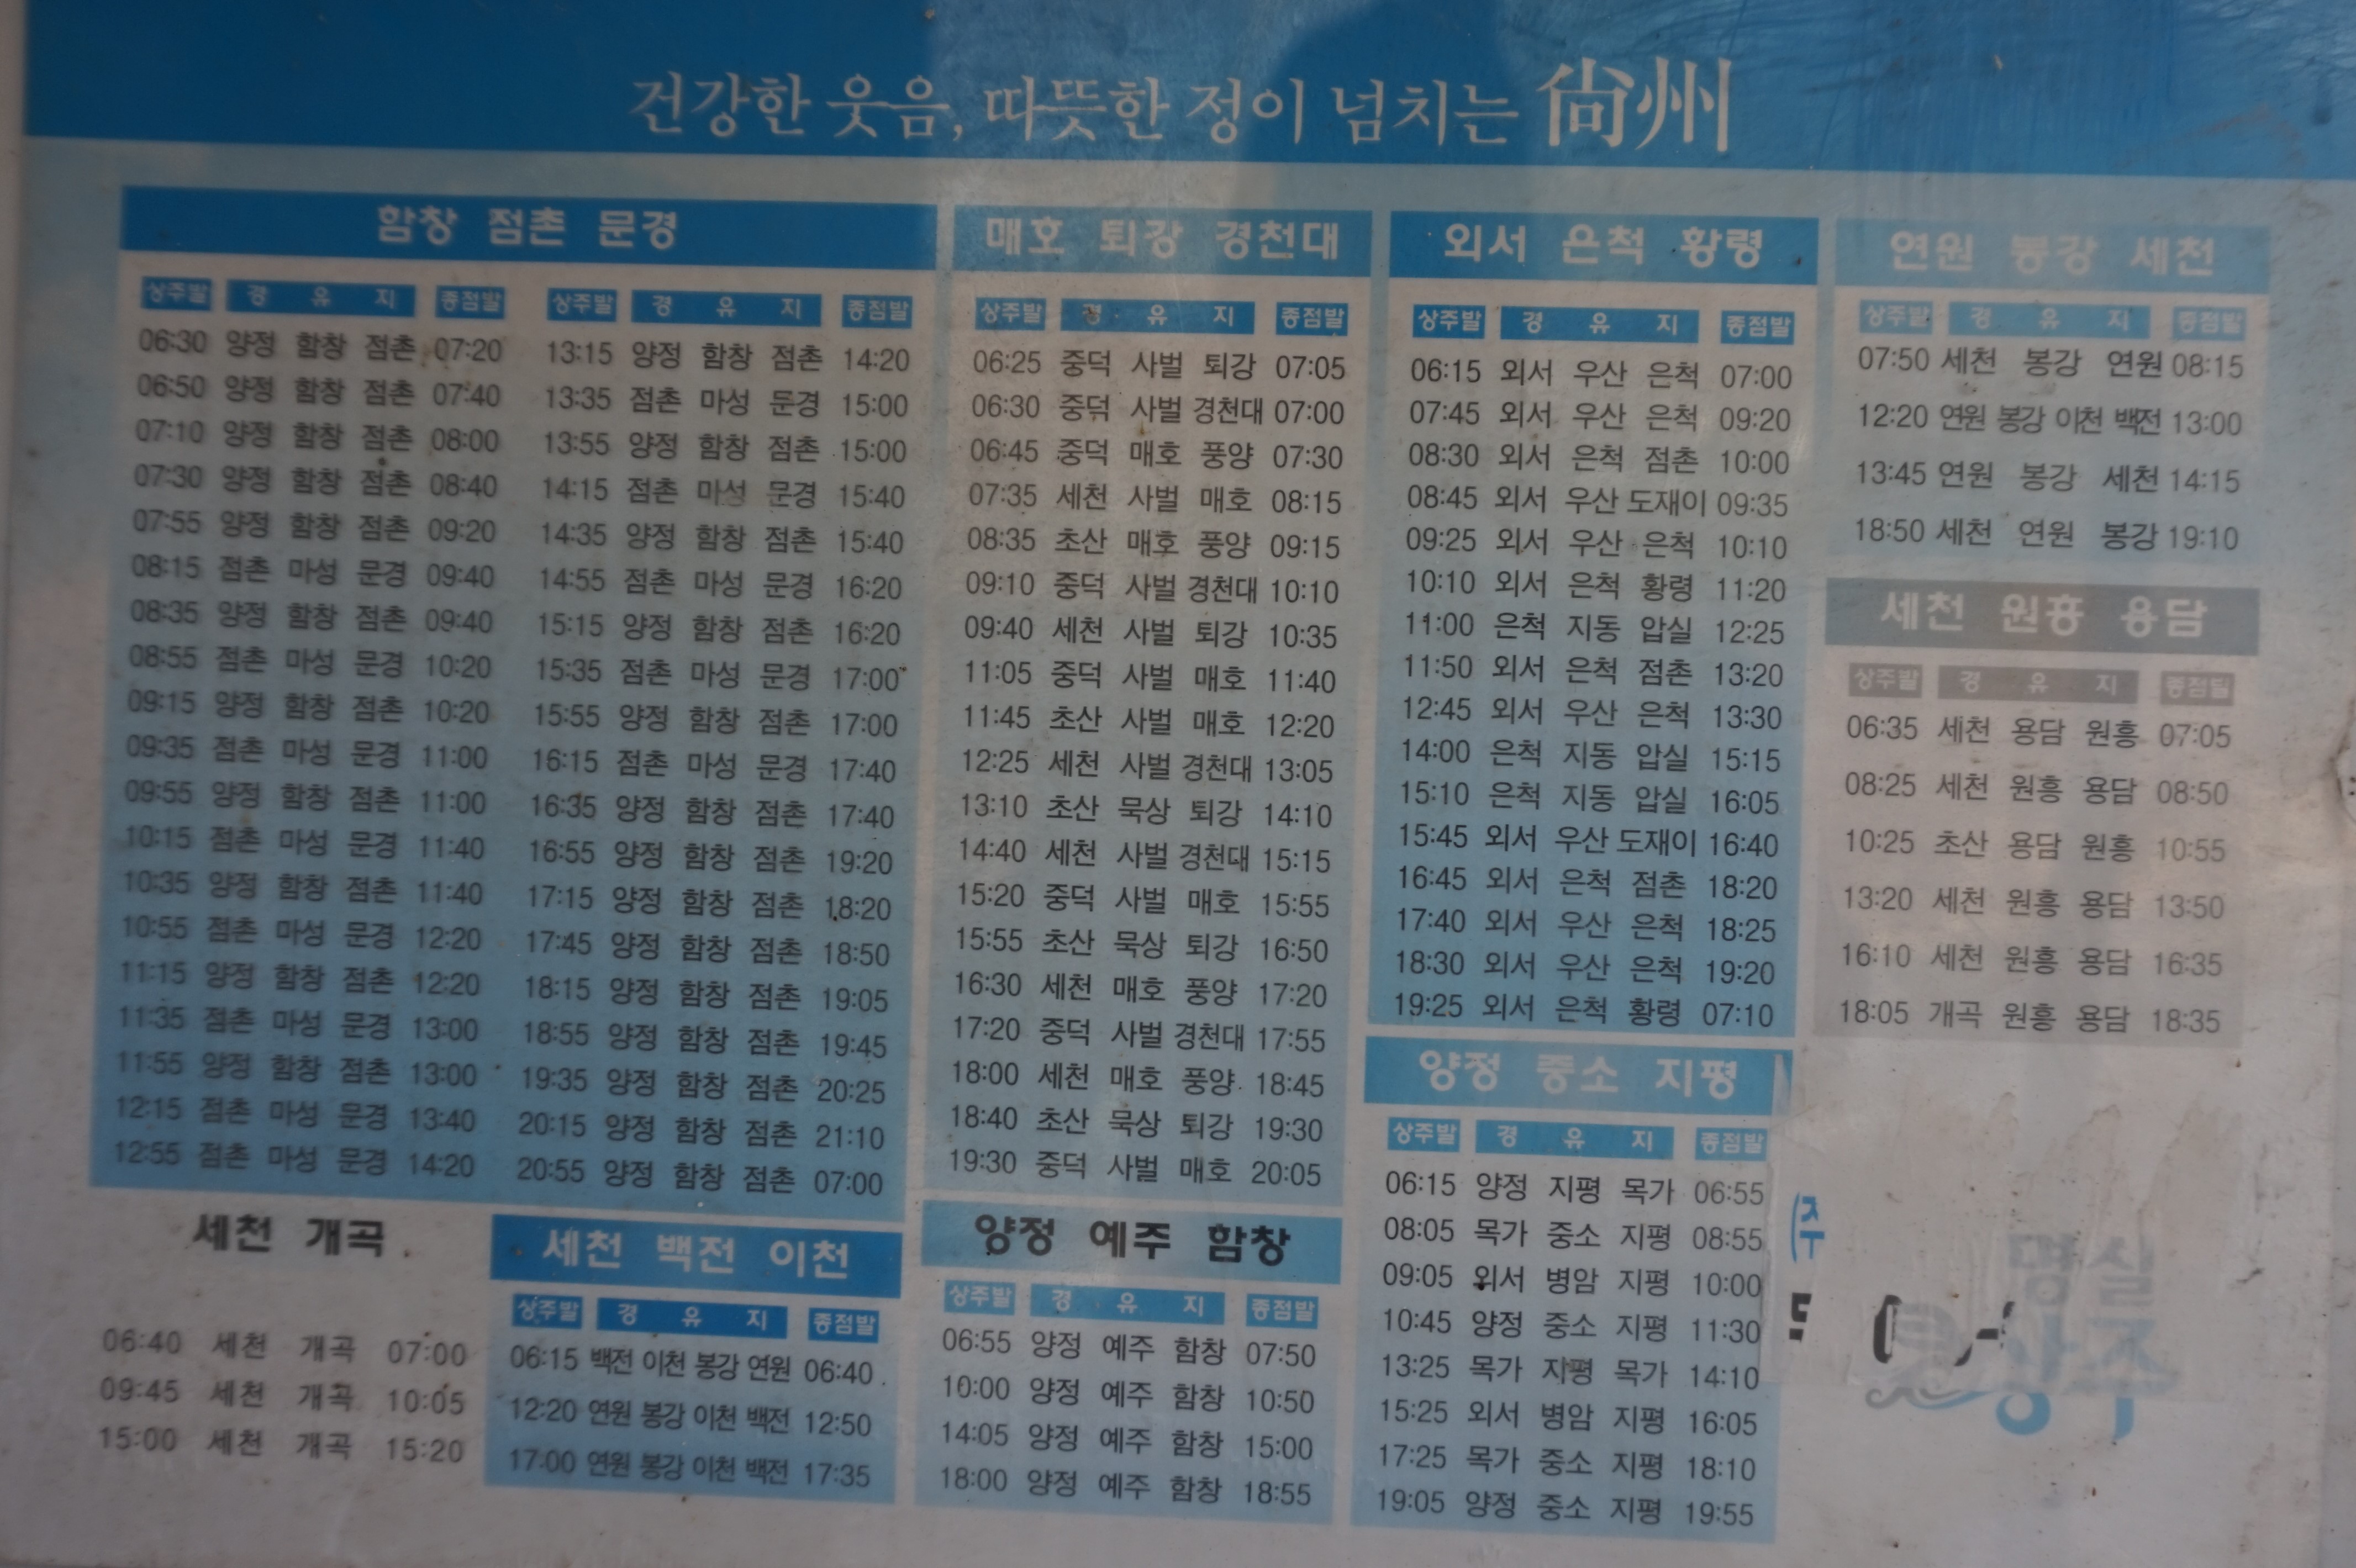 건강한 웃음, 따뜻한 정이 넘치는 尙州
함창 점촌 문경
상주발 경 유 지 종점발 상주발 경 유 지 종점발
06:30 양정 함창 점촌 07:20 13:15 양정 함창 점촌 14:20
06:50 양정 함창 점촌 07:40 13:35 점촌 마성 문경 15:00
07:10 양정 함창 점촌 08:00 13:55 양정 함창 점촌 15:00
07:30 양정 함창 점촌 08:40 14:15 점촌 마성 문경 15:40
07:55 양정 함창 점촌 09:20 14:35 양정 함창 점촌 15:40
08:15 점촌 마성 문경 09:40 14:55 점촌 마성 문경 16:20
08:35 양정 함창 점촌 09:40 15:15 양정 함창 점촌 16:20
08:55 점촌 마성 문경 10:20 15:35 점촌 마성 문경 17:00
09:15 양정 함창 점촌 10:20 15:55 양정 함창 점촌 17:00
09:35 점촌 마성 문경 11:00 16:15 점촌 마성 문경 17:40
09:55 양정 함창 점촌 11:00 16:35 양정 함창 점촌 17:40
10:15 점촌 마성 문경 11:40 16:55 양정 함창 점촌 19:20
10:35 양정 함창 점촌 11:40 17:15 양정 함창 점촌 18:20
10:55 점촌 마성 문경 12:20 17:45 양정 함창 점촌 18:50
11:15 양정 함창 점촌 12:20 18:15 양정 함창 점촌 19:05
11:35 점촌 마성 문경 13:00 18:55 양정 함창 점촌 19:45
11:55 양정 함창 점촌 13:00 19:35 양정 함창 점촌 20:25
12:15 점촌 마성 문경 13:40 20:15 양정 함창 점촌 21:10
12:55 점촌 마성 문경 14:20 20:55 양정 함창 점촌 07:00
매호 퇴강 경천대
상주발 경 유 지 종점발
06:25 중덕 사벌 퇴강 07:05
06:30 중덕 사벌 경천대 07:00
06:45 중덕 매호 풍양 07:30
07:35 세천 사벌 매호 08:15
08:35 초산 매호 풍양 09:15
09:10 중덕 사벌 경천대 10:10
09:40 세천 사벌 퇴강 10:35
11:05 중덕 사벌 매호 11:40
11:45 초산 사벌 매호 12:20
12:25 세천 사벌 경천대 13:05
13:10 초산 묵상 퇴강 14:10
14:40 세천 사벌 경천대 15:15
15:20 중덕 사벌 매호 15:55
15:55 초산 묵상 퇴강 16:50
16:30 세천 매호 풍양 17:20
17:20 중덕 사벌 경천대 17:55
18:00 세천 매호 풍양 18:45
18:40 초산 묵상 퇴강 19:30
19:30 중덕 사벌 매호 20:05
외서 은척 황령
상주발 경 유 지 종점발
06:15 외서 우산 은척 07:00
07:45 외서 우산 은척 09:20
08:30 외서 은척 점촌 10:00
08:45 외서 우산 도재이 09:35
09:25 외서 우산 은척 10:10
10:10 외서 은척 황령 11:20
11:00 은척 지동 압실 12:25
11:50 외서 은척 점촌 13:20
12:45 외서 우산 은척 13:30
14:00 은척 지동 압실 15:15
15:10 은척 지동 압실 16:05
15:45 외서 우산 도재이 16:40
16:45 외서 은척 점촌 18:20
17:40 외서 우산 은척 18:25
18:30 외서 우산 은척 19:20
19:25 외서 은척 황령 07:10
연원 봉강 세천
상주발 경 유 지 종점발
07:50 세천 봉강 연원 08:15
12:20 연원 봉강 이천 백전 13:00
13:45 연원 봉강 세천 14:15
18:50 세천 연원 봉강 19:10
세천 원흥 용담
상주발 경 유 지 종점발
06:35 세천 용담 원흥 07:05
08:25 세천 원흥 용담 08:50
10:25 초산 용담 원흥 10:55
13:20 세천 원흥 용담 13:50
16:10 세천 원흥 용담 16:35
18:05 개곡 원흥 용담 18:35
세천 개곡
06:40 세천 개곡 07:00
09:45 세천 개곡 10:05
15:00 세천 개곡 15:20
세천 백전 이천
상주발 경 유 지 종점발
06:15 백전 이천 봉강 연원 06:40
12:20 연원 봉강 이천 백전 12:50
17:00 연원 봉강 이천 백전 17:35
양정 예주 함창
상주발 경 유 지 종점발
06:55 양정 예주 함창 07:50
10:00 양정 예주 함창 10:50
14:05 양정 예주 함창 15:00
18:00 양정 예주 함창 18:55
양정 중소 지평
상주발 경 유 지 종점발
06:15 양정 지평 목가 06:55
08:05 목가 중소 지평 08:55
09:05 외서 병암 지평 10:00
10:45 양정 중소 지평 11:30
13:25 목가 지평 목가 14:10
15:25 외서 병암 지평 16:05
17:25 목가 중소 지평 18:10
19:05 양정 중소 지평 19:55
명실
상주